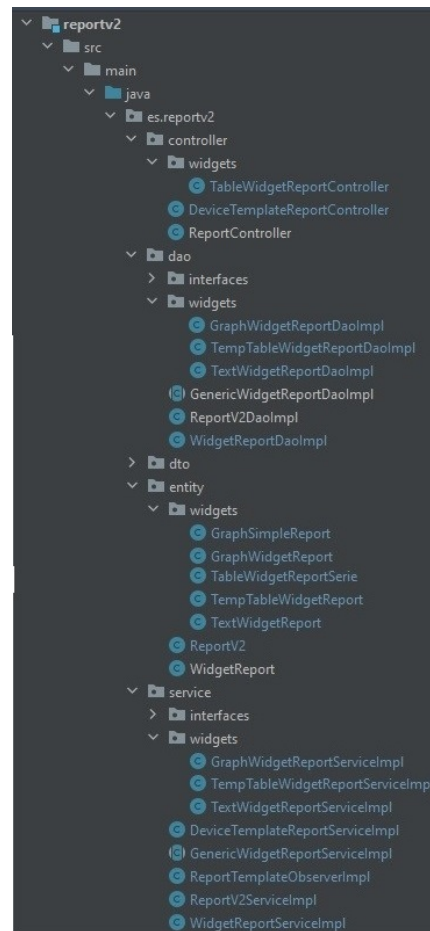 reportv2
src
main
java
es.reportv2
controller
widgets
TableWidgetReportController
DeviceTemplateReportController
ReportController
dao
interfaces
widgets
GraphWidgetReportDaoImpl
TempTableWidgetReportDaoImpl
TextWidgetReportDaoImpl
GenericWidgetReportDaoImpl
ReportV2DaoImpl
WidgetReportDaoImpl
dto
entity
widgets
GraphSimpleReport
GraphWidgetReport
TableWidgetReportSerie
TempTableWidgetReport
TextWidgetReport
ReportV2
WidgetReport
service
interfaces
widgets
GraphWidgetReportServiceImpl
TempTableWidgetReportServiceImp
TextWidgetReportServiceImpl
DeviceTemplateReportServiceImpl
GenericWidgetReportServiceImpl
ReportTemplateObserverImpl
ReportV2ServiceImpl
WidgetReportServiceImpl